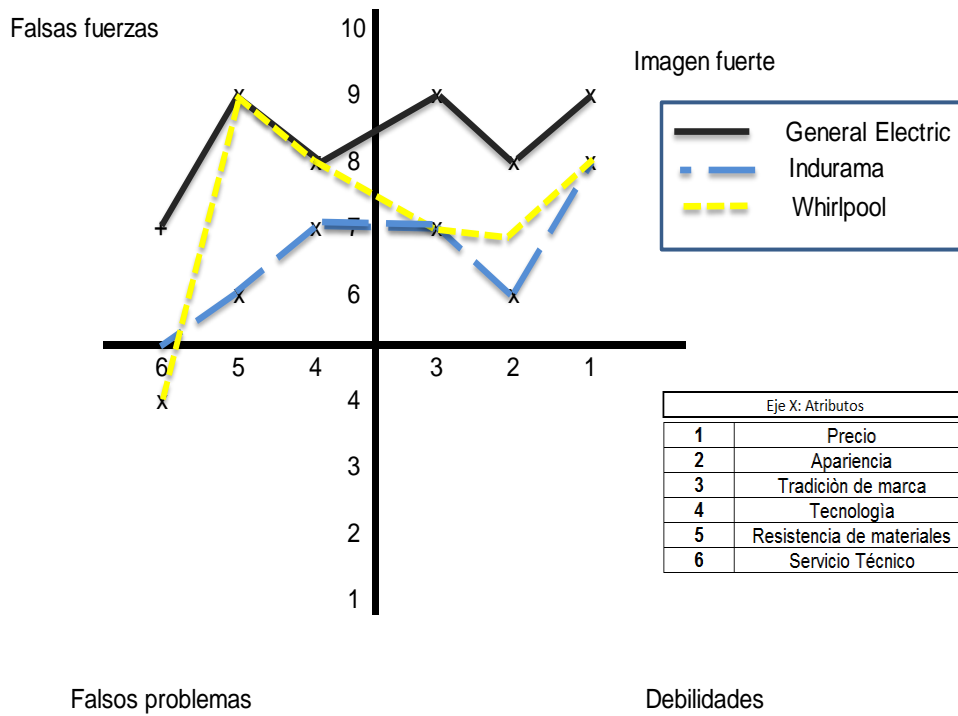 Falsas fuerzas
10
Imagen fuerte
9
General Electric
8
Indurama
Whirlpool
7
6
6 5 4 3 2 1
4
Eje X: Atributos
1 Precio
2 Apariencia
3 Tradiciòn de marca
3
4 Tecnologìa
5 Resistencia de materiales
2
6 Servicio Técnico
1
Falsos problemas
Debilidades